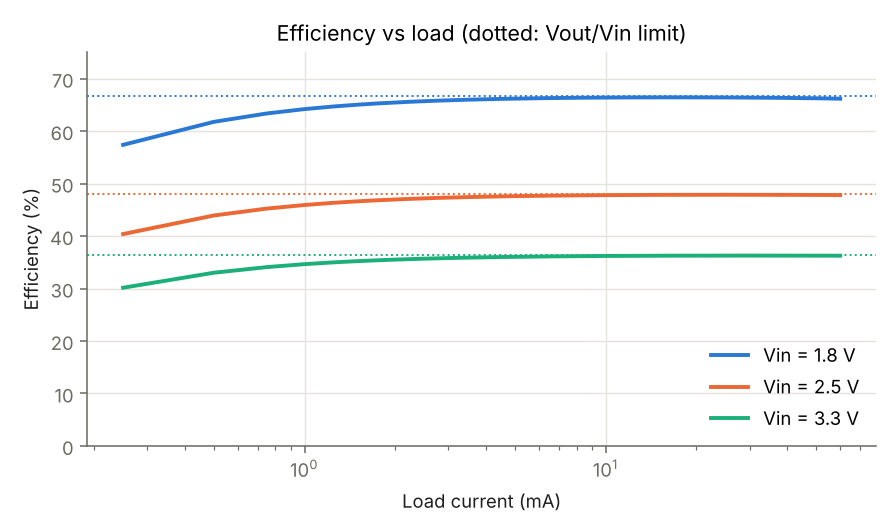 Efficiency vs load (dotted: Vout/Vin limit)
70
60
50
40
30
20
10
0
Efficiency (%)
10⁰
10¹
Load current (mA)
Vin = 1.8 V
Vin = 2.5 V
Vin = 3.3 V